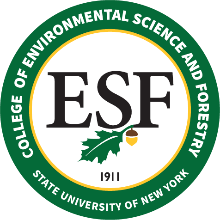 COLLEGE OF ENVIRONMENTAL SCIENCE AND FORESTRY
ESF
1911
STATE UNIVERSITY OF NEW YORK